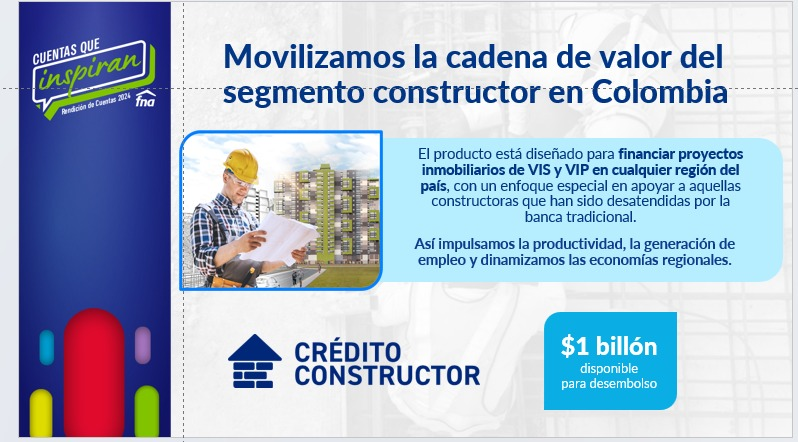 CUENTAS QUE
inspiran
Rendición de Cuentas 2024
fna
Movilizamos la cadena de valor del
segmento constructor en Colombia
El producto está diseñado para financiar proyectos
inmobiliarios de VIS y VIP en cualquier región del
país, con un enfoque especial en apoyar a aquellas
constructoras que han sido desatendidas por la
banca tradicional.
Así impulsamos la productividad, la generación de
empleo y dinamizamos las economías regionales.
CRÉDITO
CONSTRUCTOR
$1 billón
disponible
para desembolso